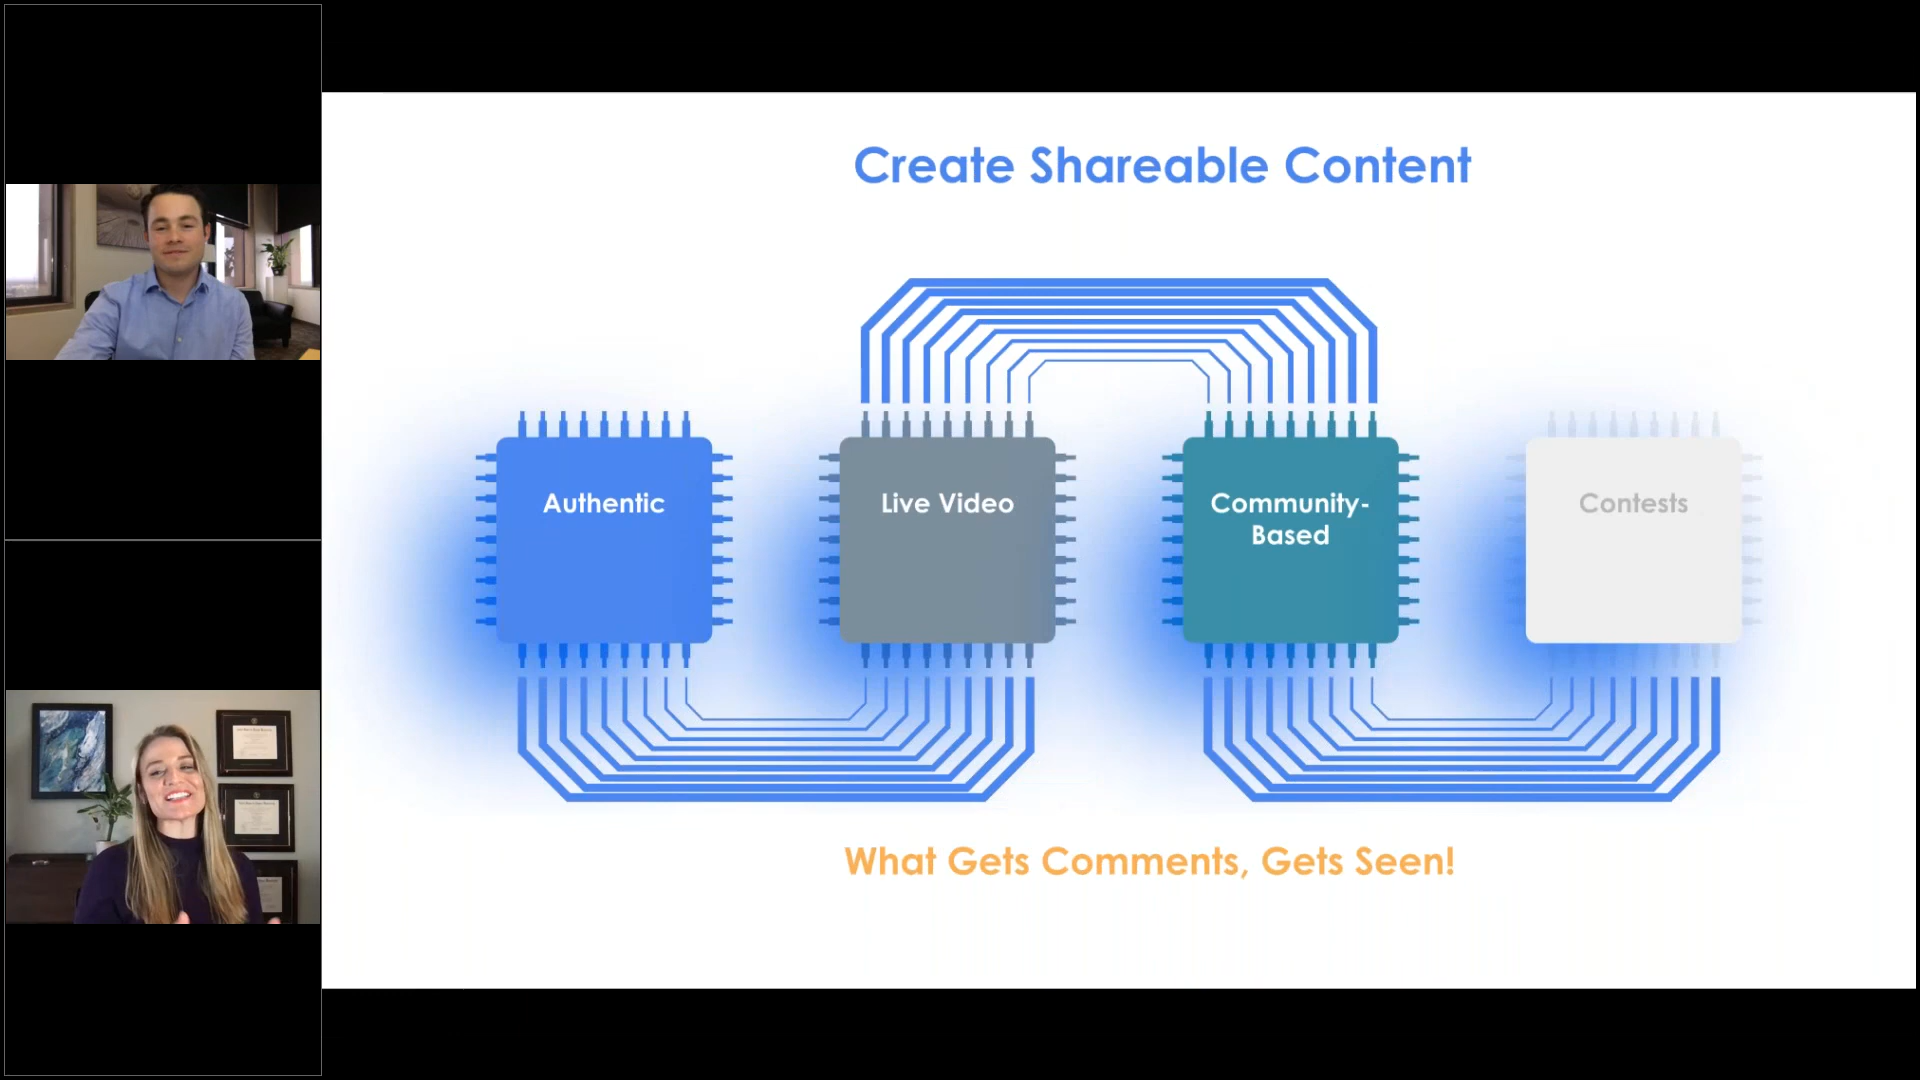 Create Shareable Content
Authentic
Live Video
Community-
Based
Contests
What Gets Comments, Gets Seen!